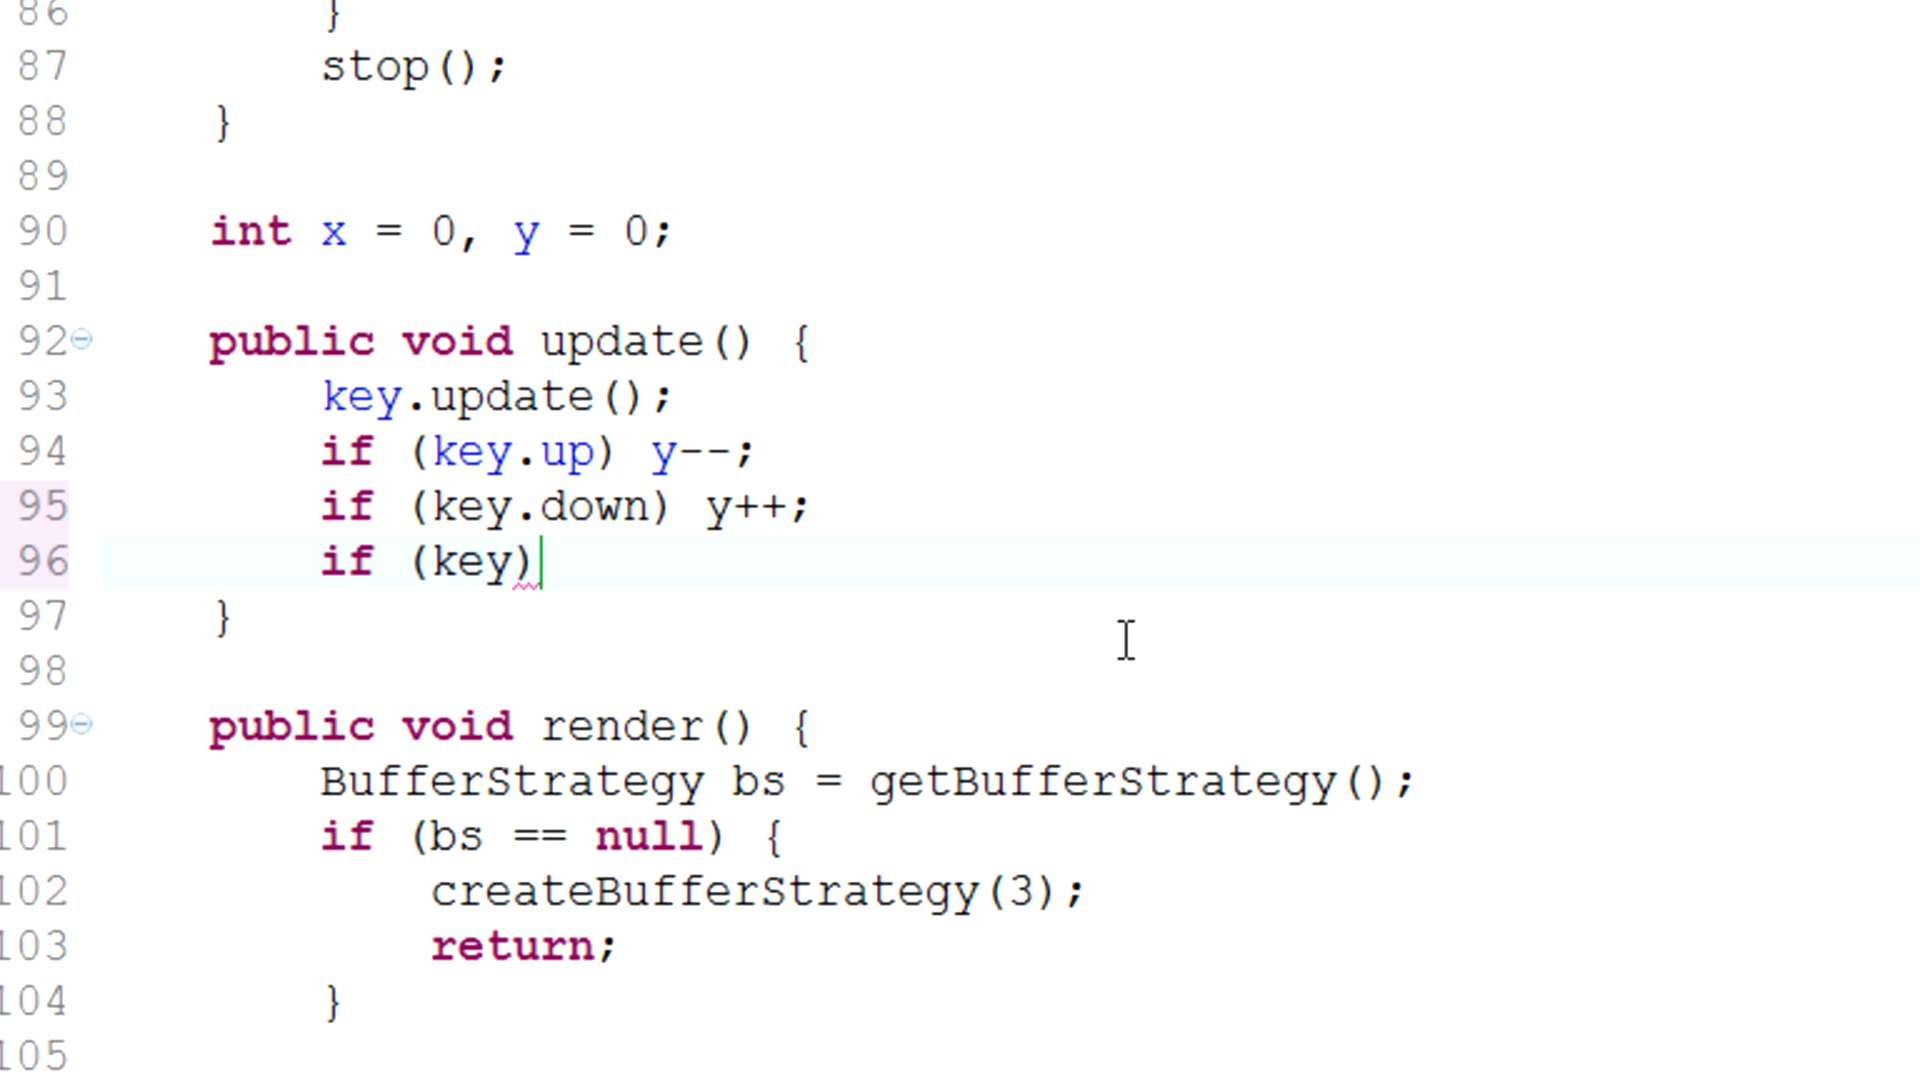 86 }
87 stop();
88 }
89
90 int x = 0, y = 0;
91
92 public void update() {
93 key.update();
94 if (key.up) y--;
95 if (key.down) y++;
96 if (key)
97 }
98
99 public void render() {
100 BufferStrategy bs = getBufferStrategy();
101 if (bs == null) {
102 createBufferStrategy(3);
103 return;
104 }
105